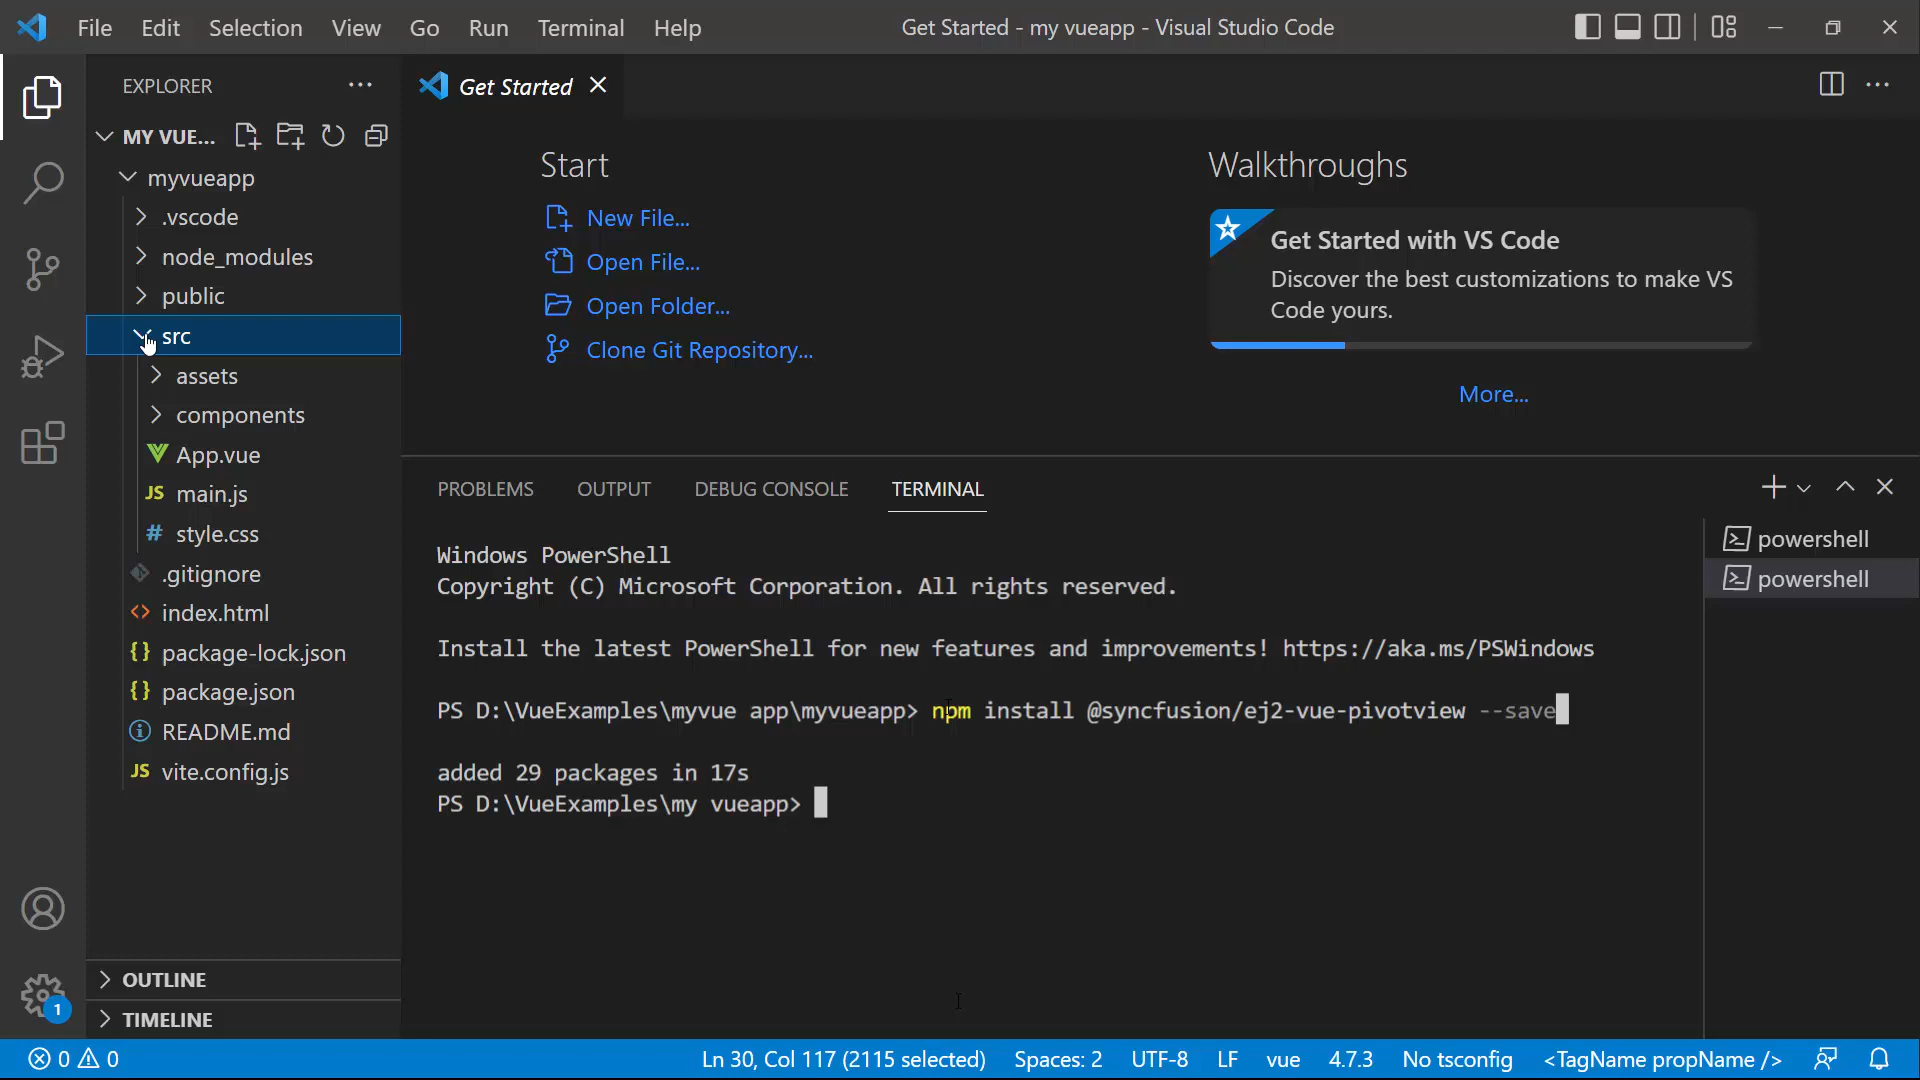 File Edit Selection View Go Run Terminal Help
Get Started - my vueapp - Visual Studio Code
EXPLORER
MY VUE...
myvueapp
.vscode
node_modules
public
src
assets
components
App.vue
JS main.js
# style.css
.gitignore
<> index.html
{} package-lock.json
{} package.json
README.md
JS vite.config.js
OUTLINE
TIMELINE
1
Get Started
Start
New File...
Open File...
Open Folder...
Clone Git Repository...
Walkthroughs
Get Started with VS Code
Discover the best customizations to make VS
Code yours.
More...
PROBLEMS OUTPUT DEBUG CONSOLE TERMINAL
Windows PowerShell
Copyright (C) Microsoft Corporation. All rights reserved.
Install the latest PowerShell for new features and improvements! https://aka.ms/PSWindows
PS D:\VueExamples\myvue app\myvueapp> npm install @syncfusion/ej2-vue-pivotview --save
added 29 packages in 17s
PS D:\VueExamples\my vueapp>
powershell
powershell
0 0
Ln 30, Col 117 (2115 selected) Spaces: 2 UTF-8 LF vue 4.7.3 No tsconfig <TagName propName />